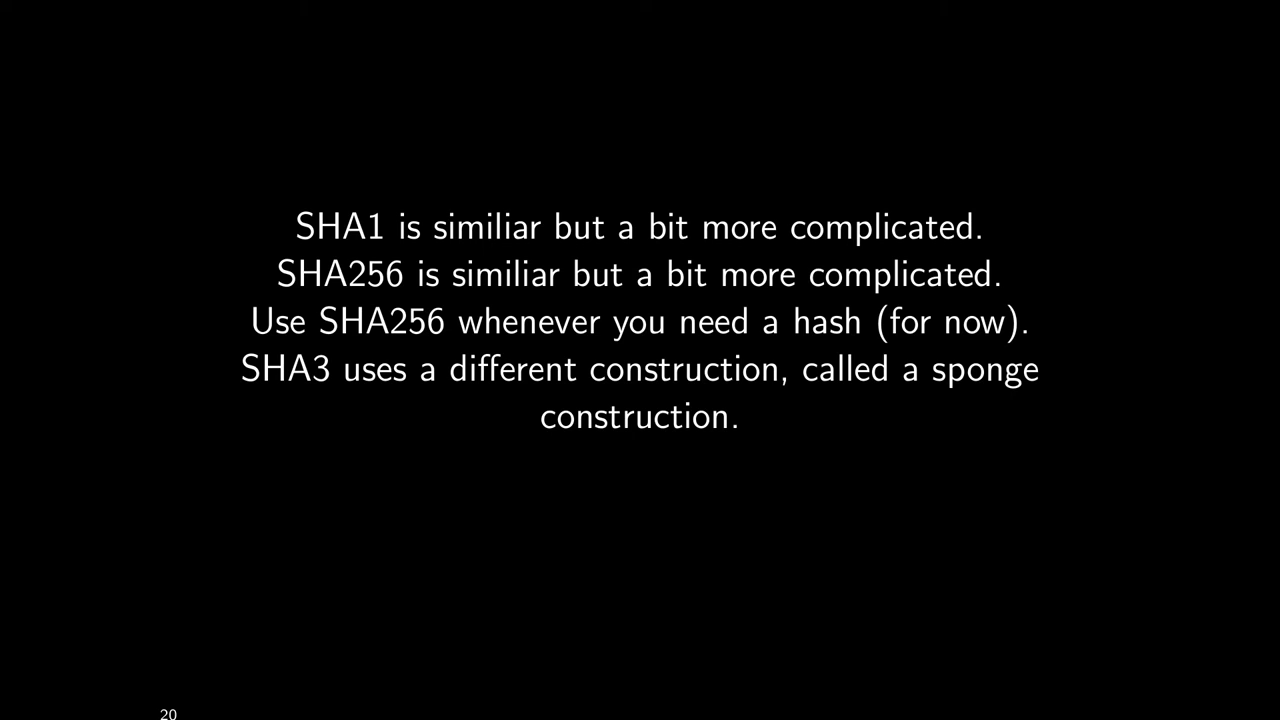 SHA1 is similiar but a bit more complicated.
SHA256 is similiar but a bit more complicated.
Use SHA256 whenever you need a hash (for now).
SHA3 uses a different construction, called a sponge
construction.
20